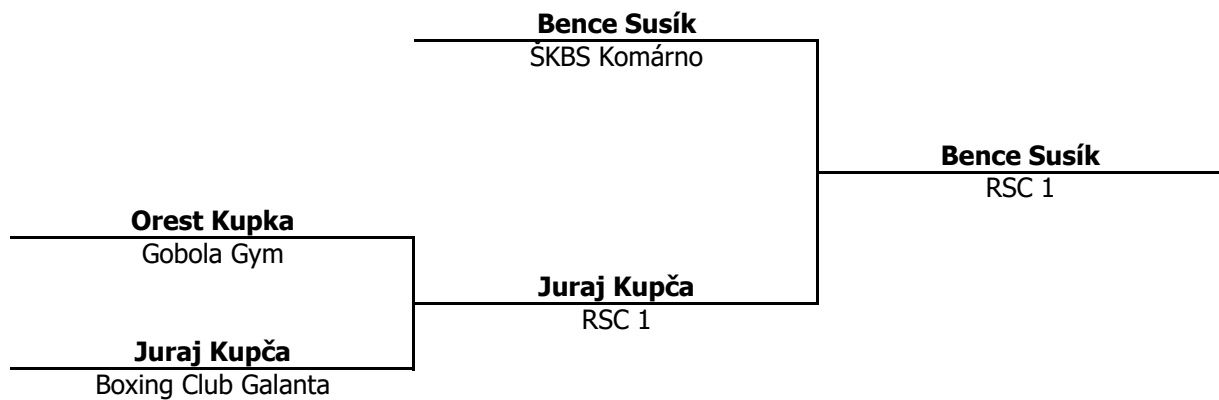 Bence Susík
ŠKBS Komárno
Bence Susík
RSC 1
Orest Kupka
Gobola Gym
Juraj Kupča
RSC 1
Juraj Kupča
Boxing Club Galanta